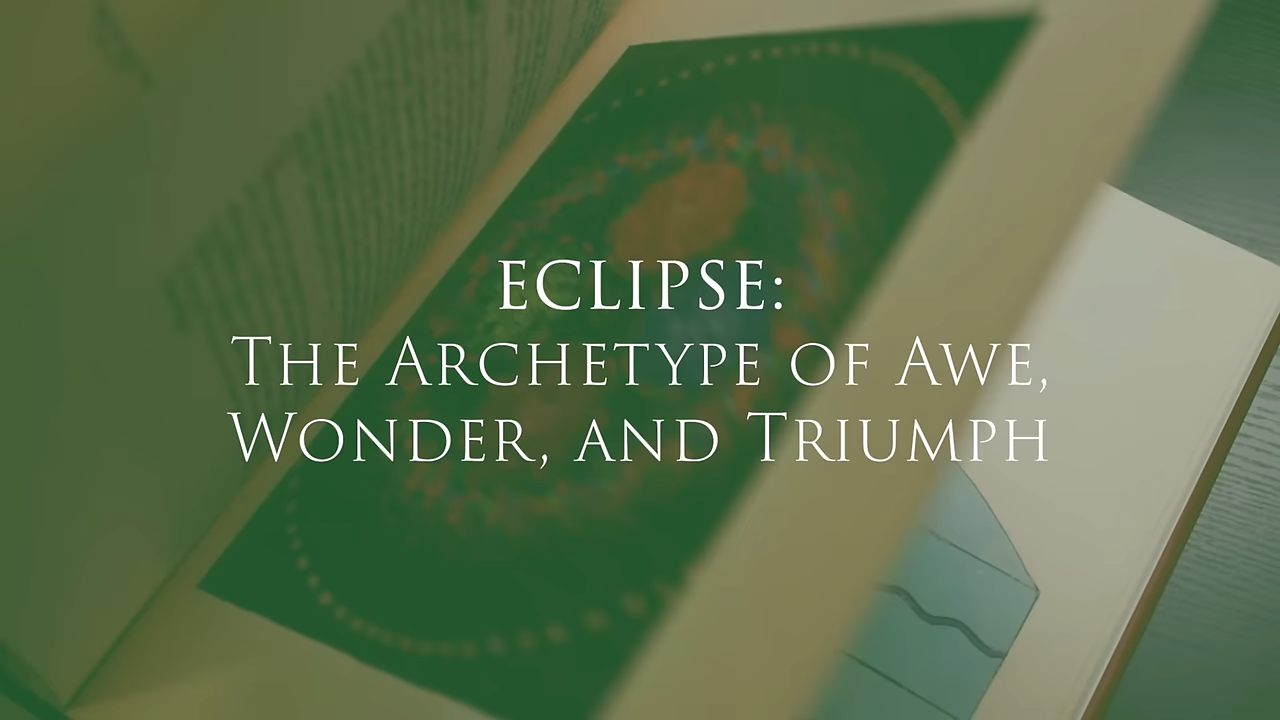 ECLIPSE:
The Archetype of Awe,
Wonder, and Triumph